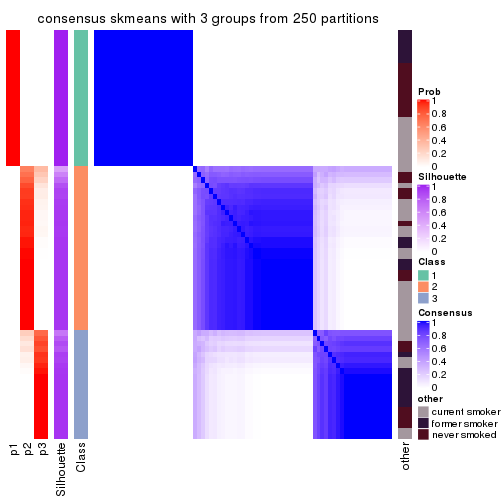 consensus skmeans with 3 groups from 250 partitions
Prob
1
0.8
0.6
0.4
0.2
0
Silhouette
1
0.8
0.6
0.4
0.2
0
Class
1
2
3
Consensus
1
0.8
0.6
0.4
0.2
0
other
current smoker
former smoker
never smoked
p1
p2
p3
Silhouette
Class
other